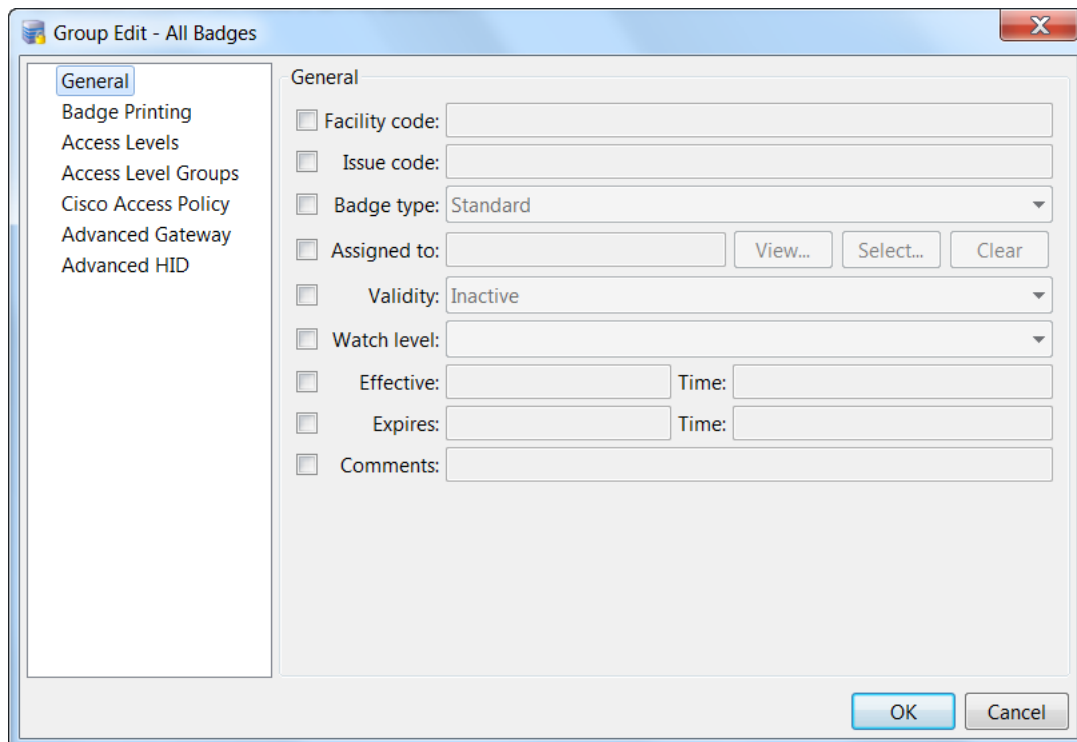 Group Edit - All Badges
General
Badge Printing
Access Levels
Access Level Groups
Cisco Access Policy
Advanced Gateway
Advanced HID
General
Facility code:
Issue code:
Badge type: Standard
Assigned to: View... Select... Clear
Validity: Inactive
Watch level:
Effective: Time:
Expires: Time:
Comments:
OK Cancel